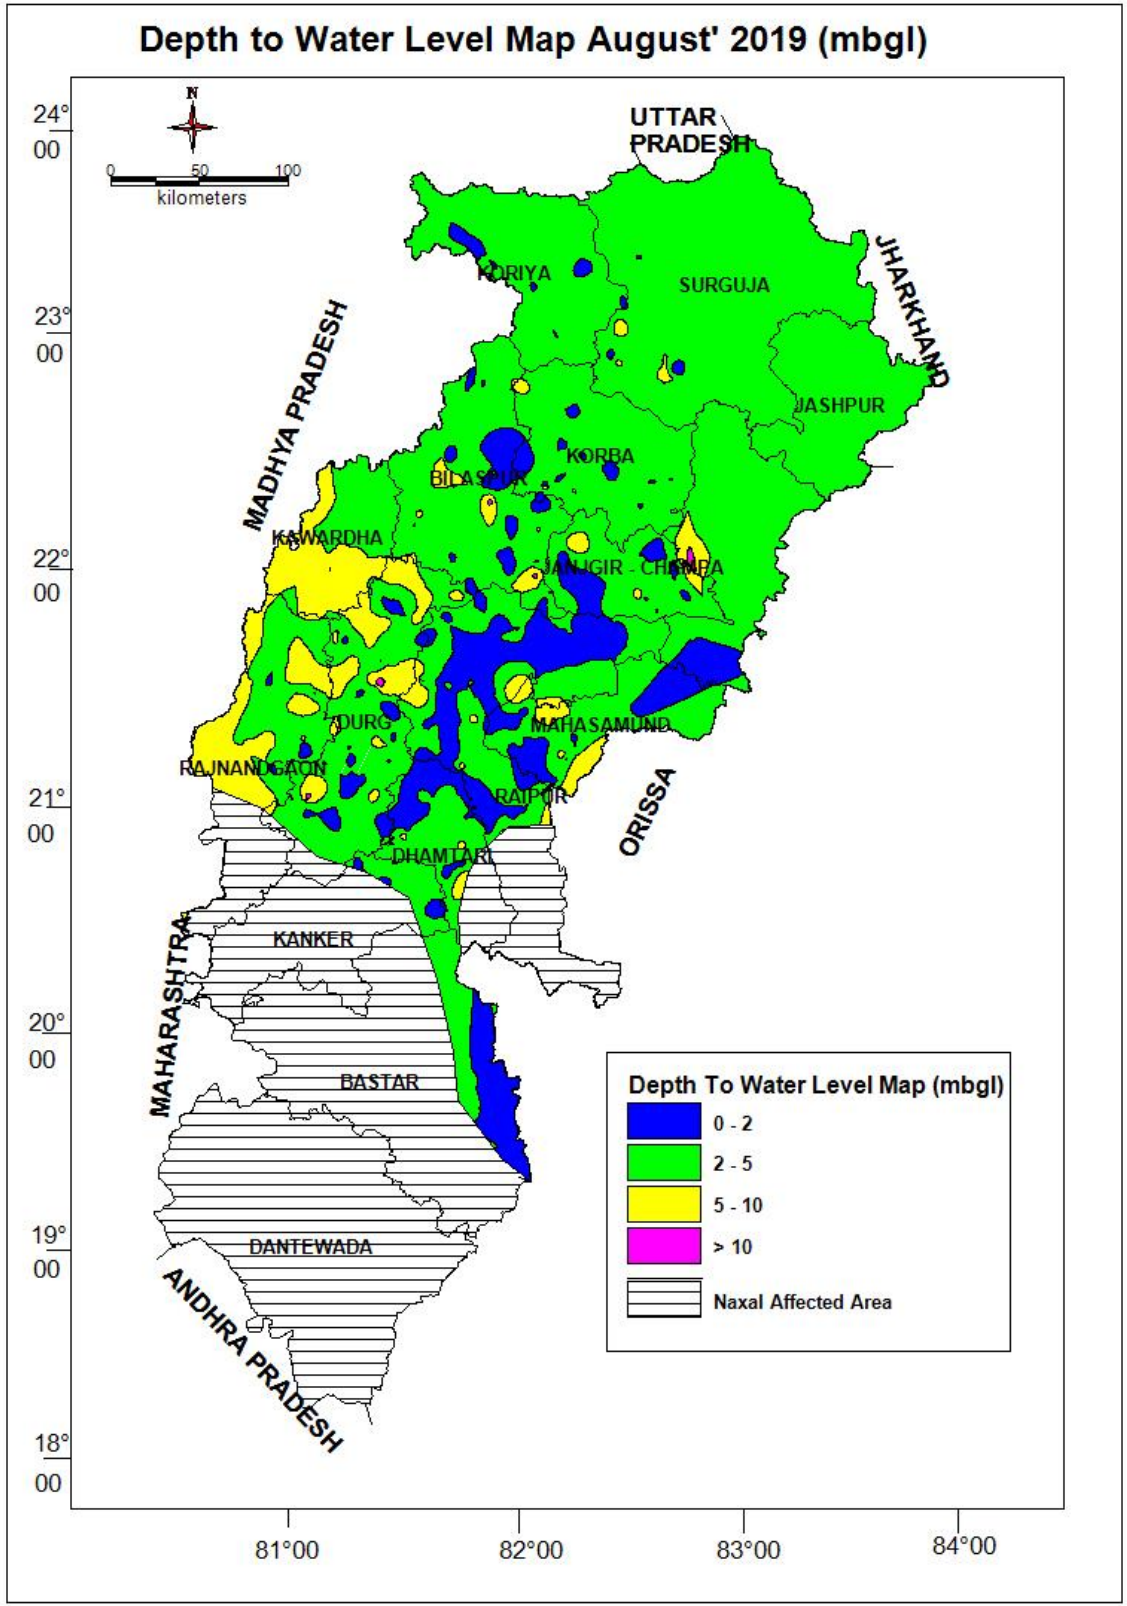 Depth to Water Level Map August' 2019 (mbgl)
N
0 50 100
kilometers
24°
00
23°
00
22°
00
21°
00
20°
00
19°
00
18°
00
UTTAR
PRADESH
JHARKHAND
MADHYA PRADESH
ORISSA
MAHARASHTRA
ANDHRA PRADESH
KORIYA
SURGUJA
JASHPUR
KORBA
BILASPUR
KAWARDHA
JANJGIR - CHAMPA
DURG
MAHASAMUND
RAJNANDGAON
RAIPUR
DHAMTARI
KANKER
BASTAR
DANTEWADA
Depth To Water Level Map (mbgl)
0 - 2
2 - 5
5 - 10
> 10
Naxal Affected Area
81°00 82°00 83°00 84°00